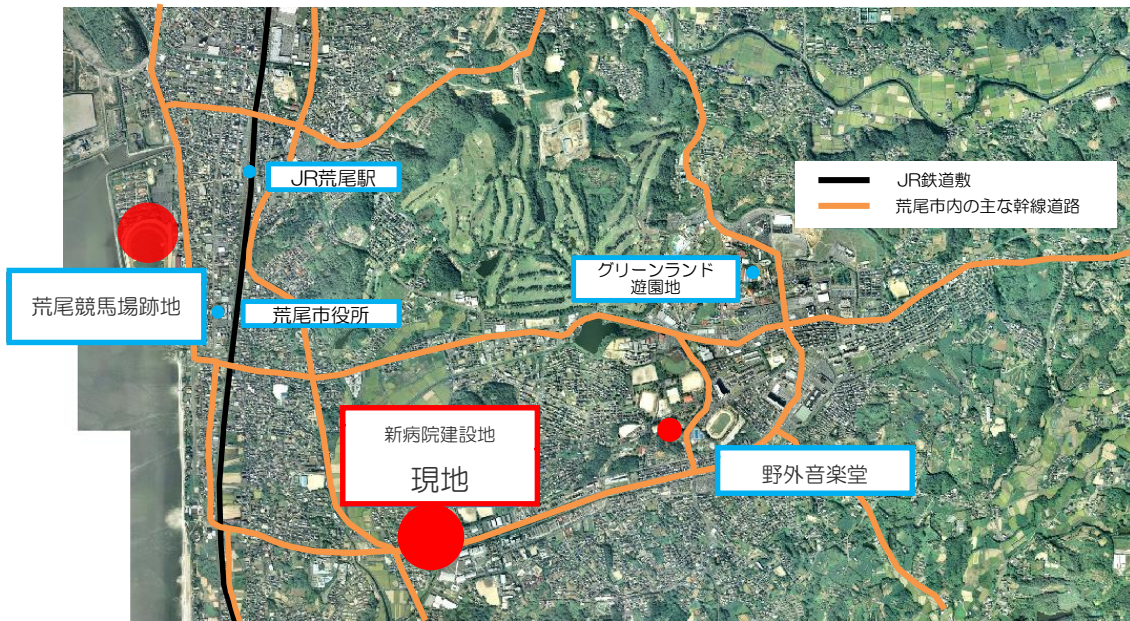 JR鉄道敷
荒尾市内の主な幹線道路
JR荒尾駅
グリーンランド
遊園地
荒尾競馬場跡地
荒尾市役所
新病院建設地
現地
野外音楽堂